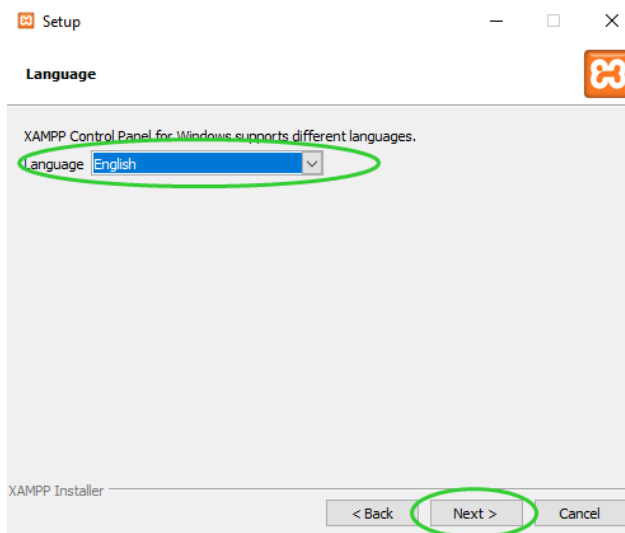 Setup
Language
XAMPP Control Panel for Windows supports different languages.
Language English
XAMPP Installer
< Back Next > Cancel